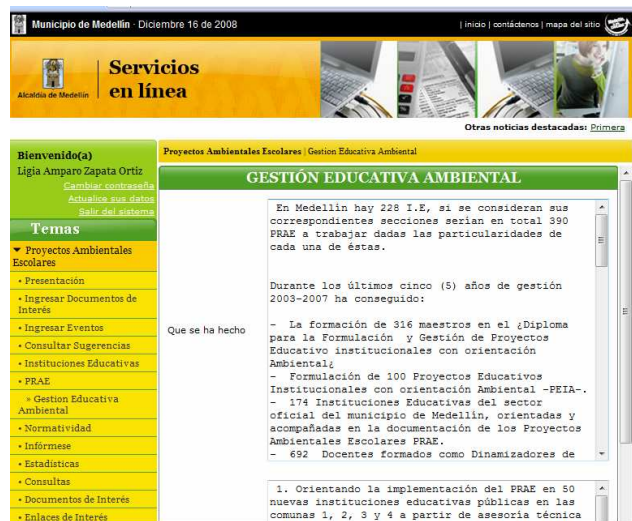 Municipio de Medellín · Diciembre 16 de 2008
| inicio | contáctenos | mapa del sitio
Alcaldía de Medellín
Servicios
en línea
Otras noticias destacadas: Primera
Bienvenido(a)
Ligia Amparo Zapata Ortiz
Cambiar contraseña
Actualice sus datos
Salir del sistema
Temas
Proyectos Ambientales
Escolares
• Presentación
• Ingresar Documentos de
Interés
• Ingresar Eventos
• Consultar Sugerencias
• Instituciones Educativas
• PRAE
» Gestion Educativa
Ambiental
• Normatividad
• Infórmese
• Estadísticas
• Consultas
• Documentos de Interés
• Enlaces de Interés
Proyectos Ambientales Escolares | Gestion Educativa Ambiental
GESTIÓN EDUCATIVA AMBIENTAL
Que se ha hecho
En Medellín hay 228 I.E, si se consideran sus
correspondientes secciones serían en total 390
PRAE a trabajar dadas las particularidades de
cada una de éstas.
Durante los últimos cinco (5) años de gestión
2003-2007 ha conseguido:
- La formación de 316 maestros en el ¿Diploma
para la Formulación y Gestión de Proyectos
Educativo institucionales con orientación
Ambiental¿
- Formulación de 100 Proyectos Educativos
Institucionales con orientación Ambiental -PEIA-.
- 174 Instituciones Educativas del sector
oficial del municipio de Medellín, orientadas y
acompañadas en la documentación de los Proyectos
Ambientales Escolares PRAE.
- 692 Docentes formados como Dinamizadores de
1. Orientando la implementación del PRAE en 50
nuevas instituciones educativas públicas en las
comunas 1, 2, 3 y 4 a partir de asesoría técnica